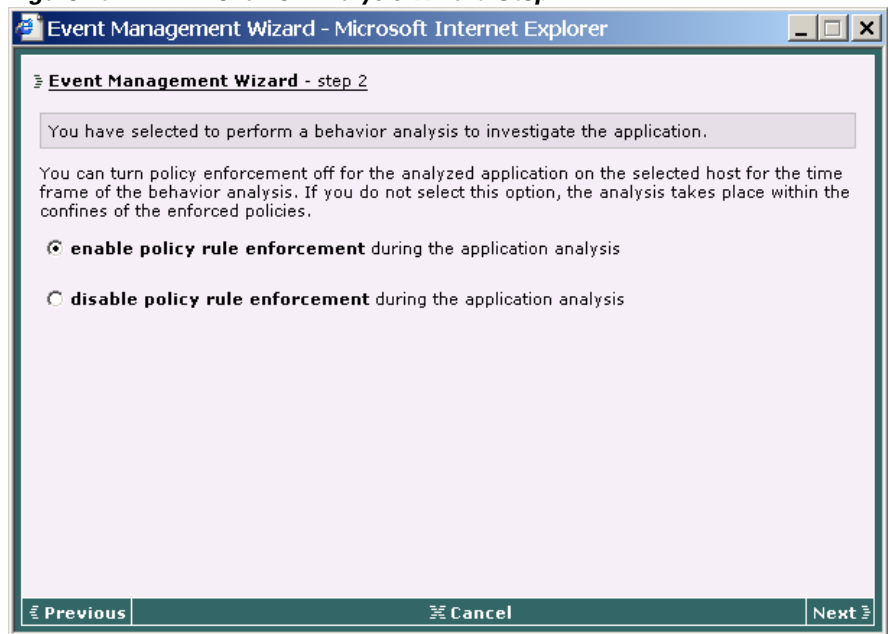 Event Management Wizard - Microsoft Internet Explorer
Event Management Wizard - step 2
You have selected to perform a behavior analysis to investigate the application.
You can turn policy enforcement off for the analyzed application on the selected host for the time
frame of the behavior analysis. If you do not select this option, the analysis takes place within the
confines of the enforced policies.
enable policy rule enforcement during the application analysis
disable policy rule enforcement during the application analysis
Previous
Cancel
Next